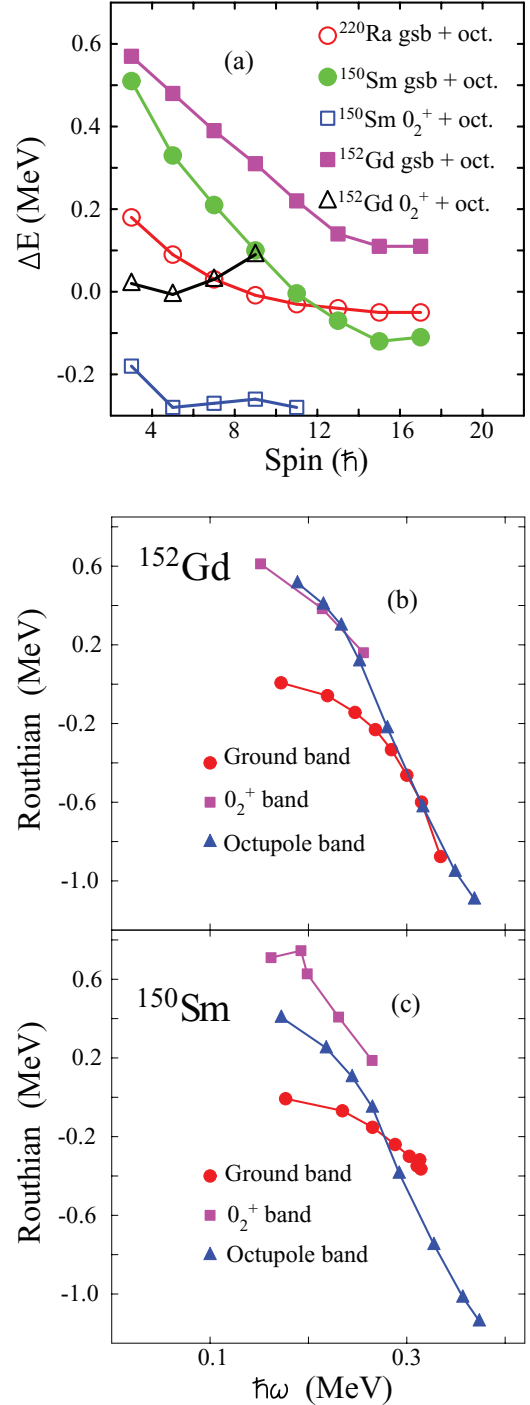 0.6
0.4
0.2
0.0
-0.2
ΔE (MeV)
(a)
²²⁰Ra gsb + oct.
¹⁵⁰Sm gsb + oct.
¹⁵⁰Sm 0₂⁺ + oct.
¹⁵²Gd gsb + oct.
¹⁵²Gd 0₂⁺ + oct.
4 8 12 16 20
Spin (ħ)
¹⁵²Gd
(b)
0.6
0.2
-0.2
-0.6
-1.0
Routhian (MeV)
Ground band
0₂⁺ band
Octupole band
¹⁵⁰Sm
(c)
0.6
0.2
-0.2
-0.6
-1.0
Routhian (MeV)
Ground band
0₂⁺ band
Octupole band
0.1 0.3
ħω (MeV)